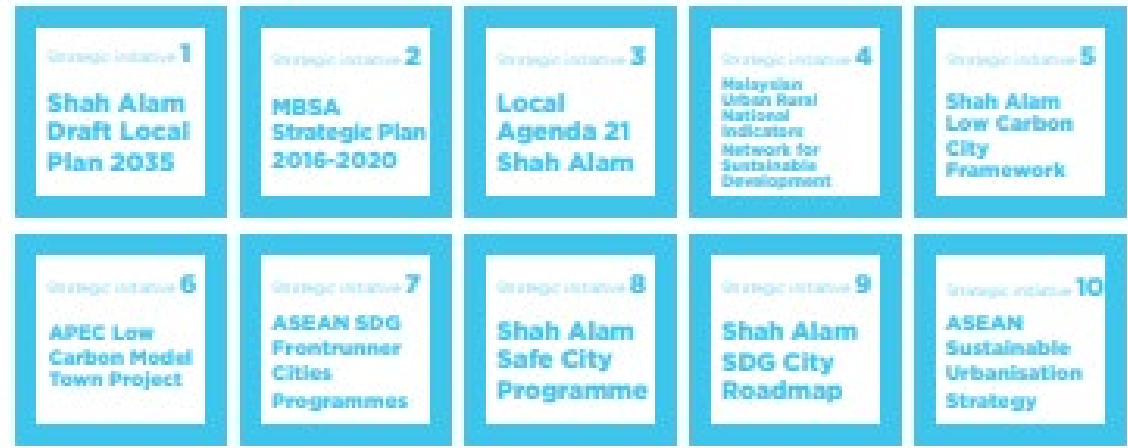 Strategic initiative 1
Shah Alam
Draft Local
Plan 2035
Strategic initiative 2
MBSA
Strategic Plan
2016-2020
Strategic initiative 3
Local
Agenda 21
Shah Alam
Strategic initiative 4
Malaysian
Urban Rural
National
Indicators
Network for
Sustainable
Development
Strategic initiative 5
Shah Alam
Low Carbon
City
Framework
Strategic initiative 6
APEC Low
Carbon Model
Town Project
Strategic initiative 7
ASEAN SDG
Frontrunner
Cities
Programmes
Strategic initiative 8
Shah Alam
Safe City
Programme
Strategic initiative 9
Shah Alam
SDG City
Roadmap
Strategic initiative 10
ASEAN
Sustainable
Urbanisation
Strategy